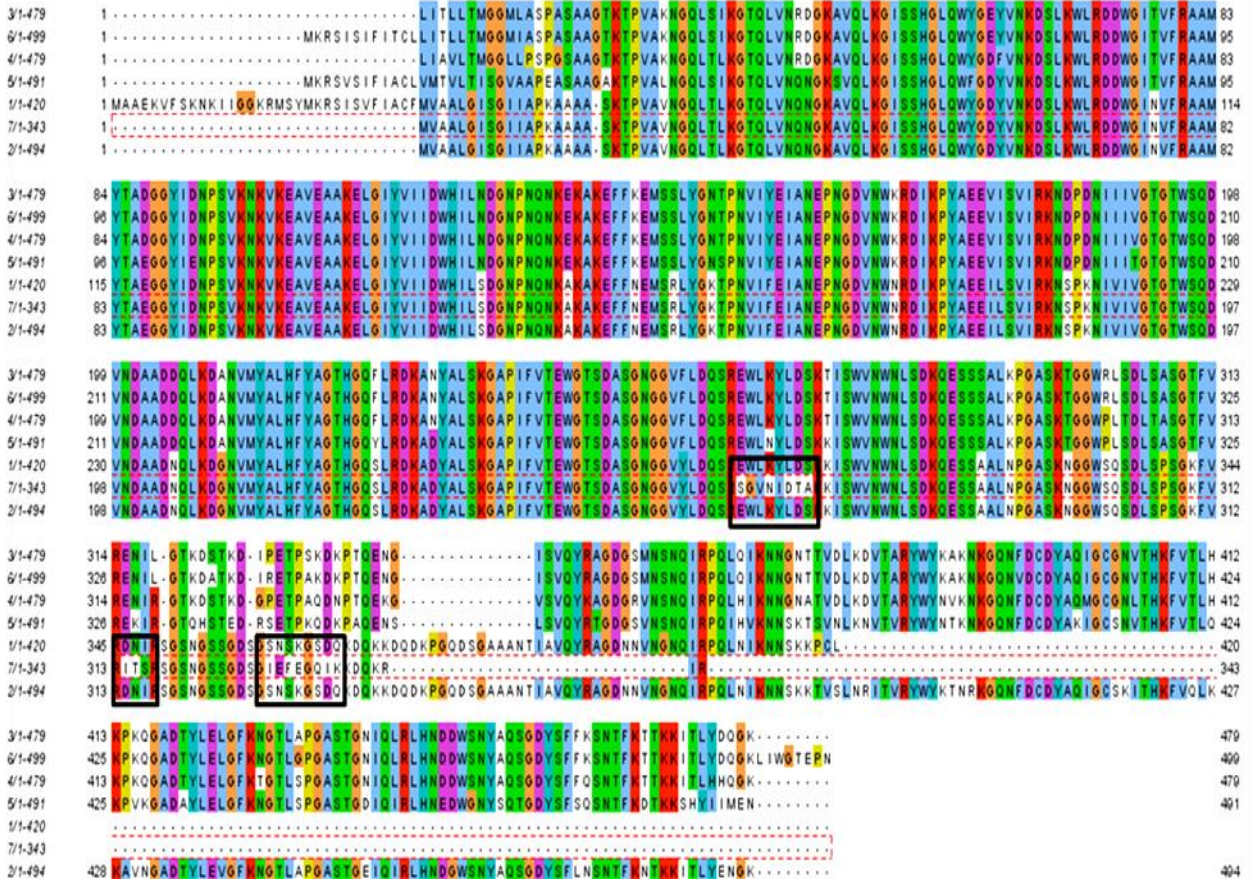 3/1-479 1 ................................LITLLTMGGMLASPASAAGTKTPVAKNGQLSIKGTQLVNRDGKAVQLKGISSHGLQWYGEYVNKDSLKWLRDDWGITVFRAAM 83
6/1-499 1 ....................MKRSISIFITCLLITLLTMGGMIASPASAAGTKTPVAKNGQLSIKGTQLVNRDGKAVQLKGISSHGLQWYGEYVNKDSLKWLRDDWGITVFRAAM 95
4/1-479 1 ................................LIAVLTMGGLLPSPGSAAGTKTPVAKNGQLSIKGTQLVNRDGKAVQLKGISSHGLQWYGDFVNKDSLKWLRDDWGITVFRAAM 83
5/1-491 1 ....................MKRSVSIFIACLVMTVLTISGVAAPEASAAGAKTPVALNGQLSIKGTQLVNQNGKSVQLKGISSHGLQWFGDYVNKDSLKWLRDDWGITVFRAAM 95
1/1-420 1 MAAEKVFSKNKIIGGKRMSYMKRSISVFIACFMVAALGISGIIAPKAAAA.SKTPVAVNGQLTLKGTQLVNQNGKAVQLKGISSHGLQWYGDYVNKDSLKWLRDDWGINVFRAAM 114
7/1-343 1 ................................MVAALGISGIIAPKAAAA.SKTPVAVNGQLTLKGTQLVNQNGKAVQLKGISSHGLQWYGDYVNKDSLKWLRDDWGINVFRAAM 82
2/1-494 1 ................................MVAALGISGIIAPKAAAA.SKTPVAVNGQLTLKGTQLVNQNGKAVQLKGISSHGLQWYGDYVNKDSLKWLRDDWGINVFRAAM 82
3/1-479 84 YTADGGYIDNPSVKNKVKEAVEAAKELGIYVIIDWHILNDGNPNQNKEKAKEFFKEMSSLYGNTPNVIYEIANEPNGDVNWKRDIKPYAEEVISVIRKNDPDNIIIVGTGTWSQD 198
6/1-499 96 YTADGGYIDNPSVKNKVKEAVEAAKELGIYVIIDWHILNDGNPNQNKEKAKEFFKEMSSLYGNTPNVIYEIANEPNGDVNWKRDIKPYAEEVISVIRKNDPDNIIIVGTGTWSQD 210
4/1-479 84 YTADGGYIDNPSVKNKVKEAVEAAKELGIYVIIDWHILNDGNPNQNKEKAKEFFKEMSSLYGNTPNVIYEIANEPNGDVNWKRDIKPYAEEVISVIRKNDPDNIIIVGTGTWSQD 198
5/1-491 96 YTAEGGYIENPSVKNKVKEAVEAAKELGIYVIIDWHILNDGNPNQNKEKAKEFFKEMSSLYGNSPNVIYEIANEPNGDVNWKRDIKPYAEEVISVIRKNDPDNIIITGTGTWSQD 210
1/1-420 115 YTAEGGYIDNPSVKNKVKEAVEAAKELGIYVIIDWHILSDGNPNQNKAKAKEFFNEMSRLYGKTPNVIFEIANEPNGDVNWNRDIKPYAEEILSVIRKNSPKNIVIVGTGTWSQD 229
7/1-343 83 YTAEGGYIDNPSVKNKVKEAVEAAKELGIYVIIDWHILSDGNPNQNKAKAKEFFNEMSRLYGKTPNVIFEIANEPNGDVNWNRDIKPYAEEILSVIRKNSPKNIVIVGTGTWSQD 197
2/1-494 83 YTAEGGYIDNPSVKNKVKEAVEAAKELGIYVIIDWHILSDGNPNQNKAKAKEFFNEMSRLYGKTPNVIFEIANEPNGDVNWNRDIKPYAEEILSVIRKNSPKNIVIVGTGTWSQD 197
3/1-479 199 VNDAADDQLKDANVMYALHFYAGTHGQFLRDKANYALSKGAPIFVTEWGTSDASGNGGVFLDQSREWLKYLDSKTISWVNWNLSDKQESSSALKPGASKTGGWRLSDLSASGTFV 313
6/1-499 211 VNDAADDQLKDANVMYALHFYAGTHGQFLRDKANYALSKGAPIFVTEWGTSDASGNGGVFLDQSREWLKYLDSKTISWVNWNLSDKQESSSALKPGASKTGGWRLSDLSASGTFV 325
4/1-479 199 VNDAADDQLKDANVMYALHFYAGTHGQFLRDKANYALSKGAPIFVTEWGTSDASGNGGVFLDQSREWLKYLDSKTISWVNWNLSDKQESSSALKPGASKTGGWPLTDLTASGTFV 313
5/1-491 211 VNDAADDQLKDANVMYALHFYAGTHGQYLRDKADYALSKGAPIFVTEWGTSDASGNGGVFLDQSREWLNYLDSKKISWVNWNLSDKQESSSALKPGASKTGGWPLSDLSASGTFV 325
1/1-420 230 VNDAADNQLKDGNVMYALHFYAGTHGQSLRDKADYALSKGAPIFVTEWGTSDASGNGGVYLDQSREWLKYLDSKKISWVNWNLSDKQESSAALNPGASKNGGWSQSDLSPSGKFV 344
7/1-343 198 VNDAADNQLKDGNVMYALHFYAGTHGQSLRDKADYALSKGAPIFVTEWGTSDASGNGGVYLDQSRSGVNIDTAKKISWVNWNLSDKQESSAALNPGASKNGGWSQSDLSPSGKFV 312
2/1-494 198 VNDAADNQLKDGNVMYALHFYAGTHGQSLRDKADYALSKGAPIFVTEWGTSDASGNGGVYLDQSREWLKYLDSKKISWVNWNLSDKQESSAALNPGASKNGGWSQSDLSPSGKFV 312
3/1-479 314 RENIL.GTKDSTKD.IPETPSKDKPTQENG.............ISVQYRAGDGSMNSNQIRPQLQIKNNGNTTVDLKDVTARYWYKAKNKGQNFDCDYAQIGCGNVTHKFVTLH 412
6/1-499 326 RENIL.GTKDATKD.IRETPAKDKPTQENG.............ISVQYRTGDGSMNSNQIRPQLQIKNNGNTTVDLKDVTARYWYKAKNKGQNVDCDYAQIGCGNVTHKFVTLH 424
4/1-479 314 RENIR.GTKDSTKD.GPETPAQDNPTQEKG.............VSVQYKAGDGRVNSNQIRPQLHIKNNGNATVDLKDVTARYWYNVKNKGQNFDCDYAQMGCGNLTHKFVTLH 412
5/1-491 326 REKIR.GTQHSTED.RSETPKQDKPAQENS.............LSVQYRTGDGSVNSNQIRPQIHVKNNSKTSVNLKNVTVRYWYNTKNKGQNFDCDYAKIGCGNVTHKFVTLQ 424
1/1-420 345 RDNIRSGSNGSSGDSGSNSKGSDQKDQKKDQDKPGQDSGAAANTIAVQYRAGDNNVNGNQIRPQLNIKNNSKKPCL 420
7/1-343 313 RITSRSGSNGSSGDSGIEFEGQIKKDQKR.......................................IR 343
2/1-494 313 RDNIRSGSNGSSGDSGSNSKGSDQKDQKKDQDKPGQDSGAAANTIAVQYRAGDNNVNGNQIRPQLNIKNNSKKTVSLNRITVRYWYKTNRKGQNFDCDYAQIGCSKITHKFVQLK 427
3/1-479 413 KPKQGADTYLELGFKNGTLAPGASTGNIQLRLHNDDWSNYAQSGDYSFFKSNTFKTTKKITLYDQGK........ 479
6/1-499 425 KPKQGADTYLELGFKNGTLGPGASTGNIQLRLHNDDWSNYAQSGDYSFFKSNTFKTTKKITLYDQGKLIWGTEPN 499
4/1-479 413 KPKQGADTYLELGFKTGTLSPGASTGNIQLRLHNDDWSNYAQSGDYSFFQSNTFKTTKKITLYHQGK........ 479
5/1-491 425 KPVKGADAYLELGFKNGTLSPGASTGDIQIRLHNEDWGNYSQTGDYSFSQSNTFKDTKKSHYIIMEN........ 491
1/1-420 ...........................................................................
7/1-343 ...........................................................................
2/1-494 428 KAVNGADTYLEVGFKNGTLAPGASTGEIQIRLHNDGWSNYAQSGDYSFLNSNTFKNTKKITLYENGK........ 494